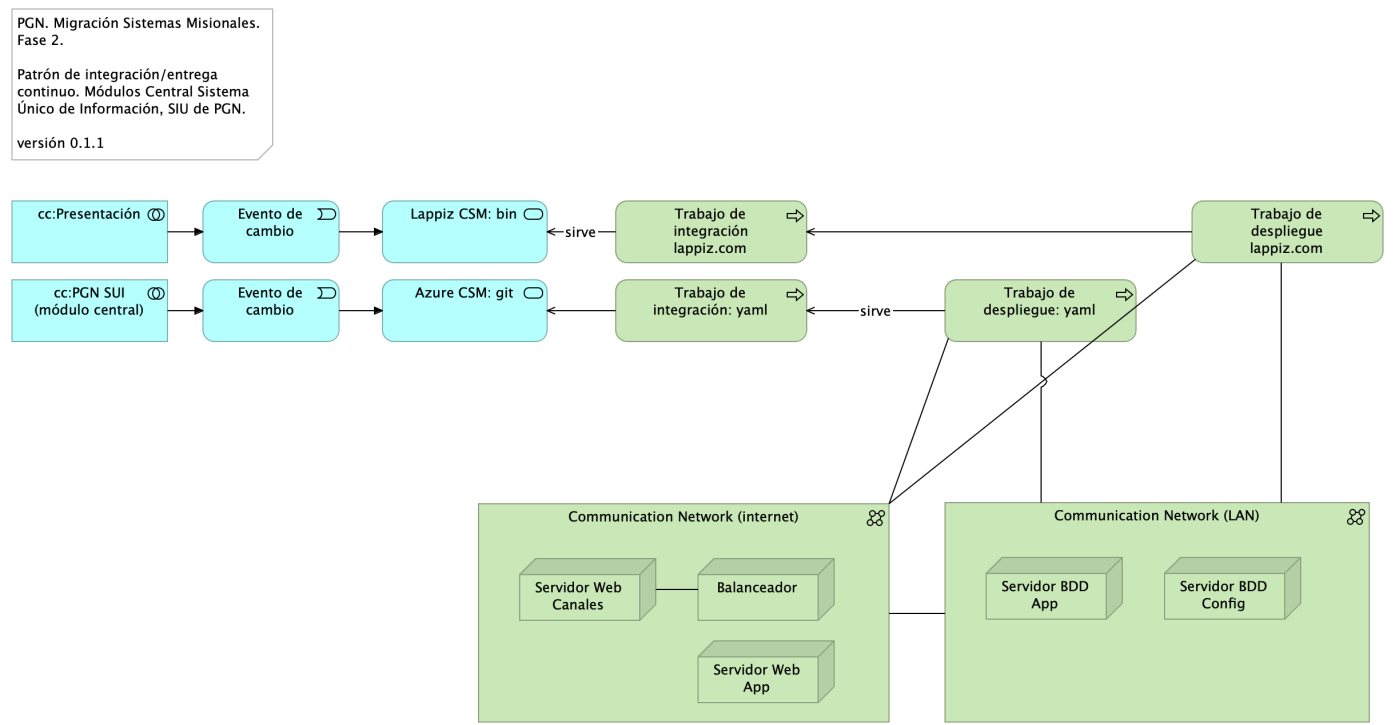 PGN. Migración Sistemas Misionales.
Fase 2.
Patrón de integración/entrega
continuo. Módulos Central Sistema
Único de Información, SIU de PGN.
versión 0.1.1
cc:Presentación
Evento de
cambio
Lappiz CSM: bin
sirve
Trabajo de
integración
lappiz.com
Trabajo de
despliegue
lappiz.com
cc:PGN SUI
(módulo central)
Evento de
cambio
Azure CSM: git
Trabajo de
integración: yaml
sirve
Trabajo de
despliegue: yaml
Communication Network (internet)
Servidor Web
Canales
Balanceador
Servidor Web
App
Communication Network (LAN)
Servidor BDD
App
Servidor BDD
Config